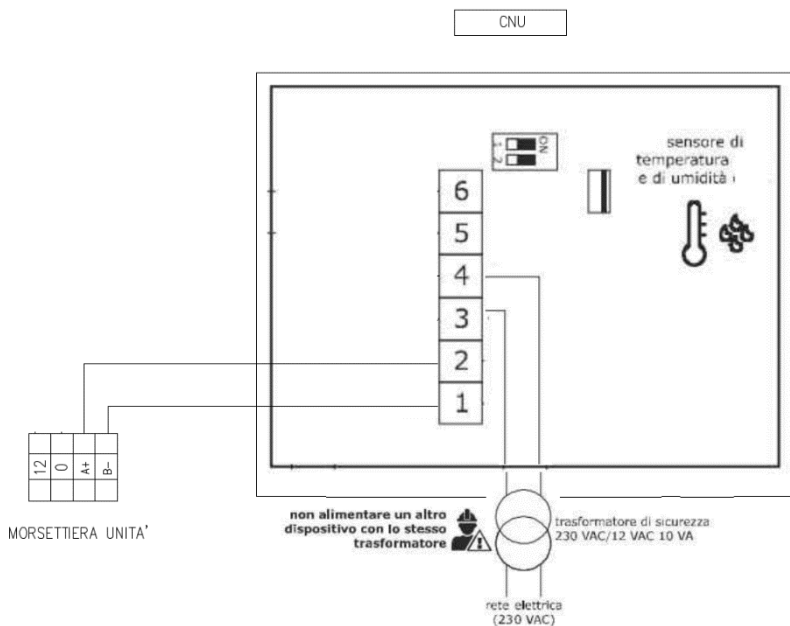 CNU
ON
1 2
sensore di
temperatura
e di umidità
6
5
4
3
2
1
12 0 A+ B-
MORSETTIERA UNITA'
non alimentare un altro
dispositivo con lo stesso
trasformatore
trasformatore di sicurezza
230 VAC/12 VAC 10 VA
rete elettrica
(230 VAC)